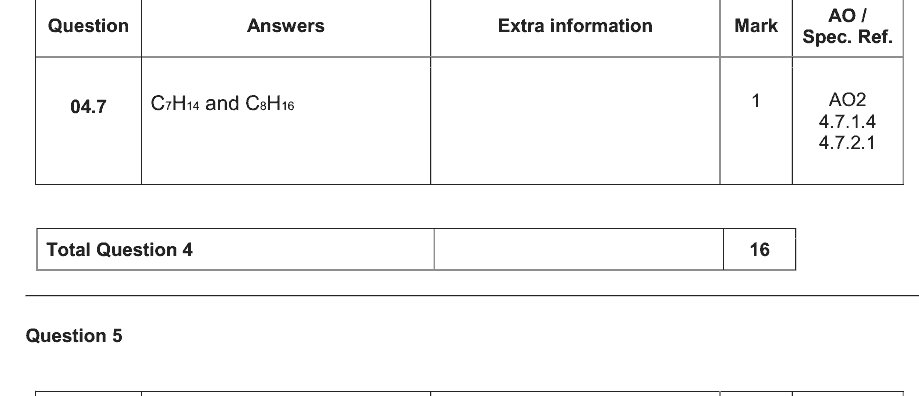 Question Answers Extra information Mark AO /
Spec. Ref.
04.7 C₇H₁₄ and C₈H₁₆ 1 AO2
4.7.1.4
4.7.2.1
Total Question 4 16
Question 5